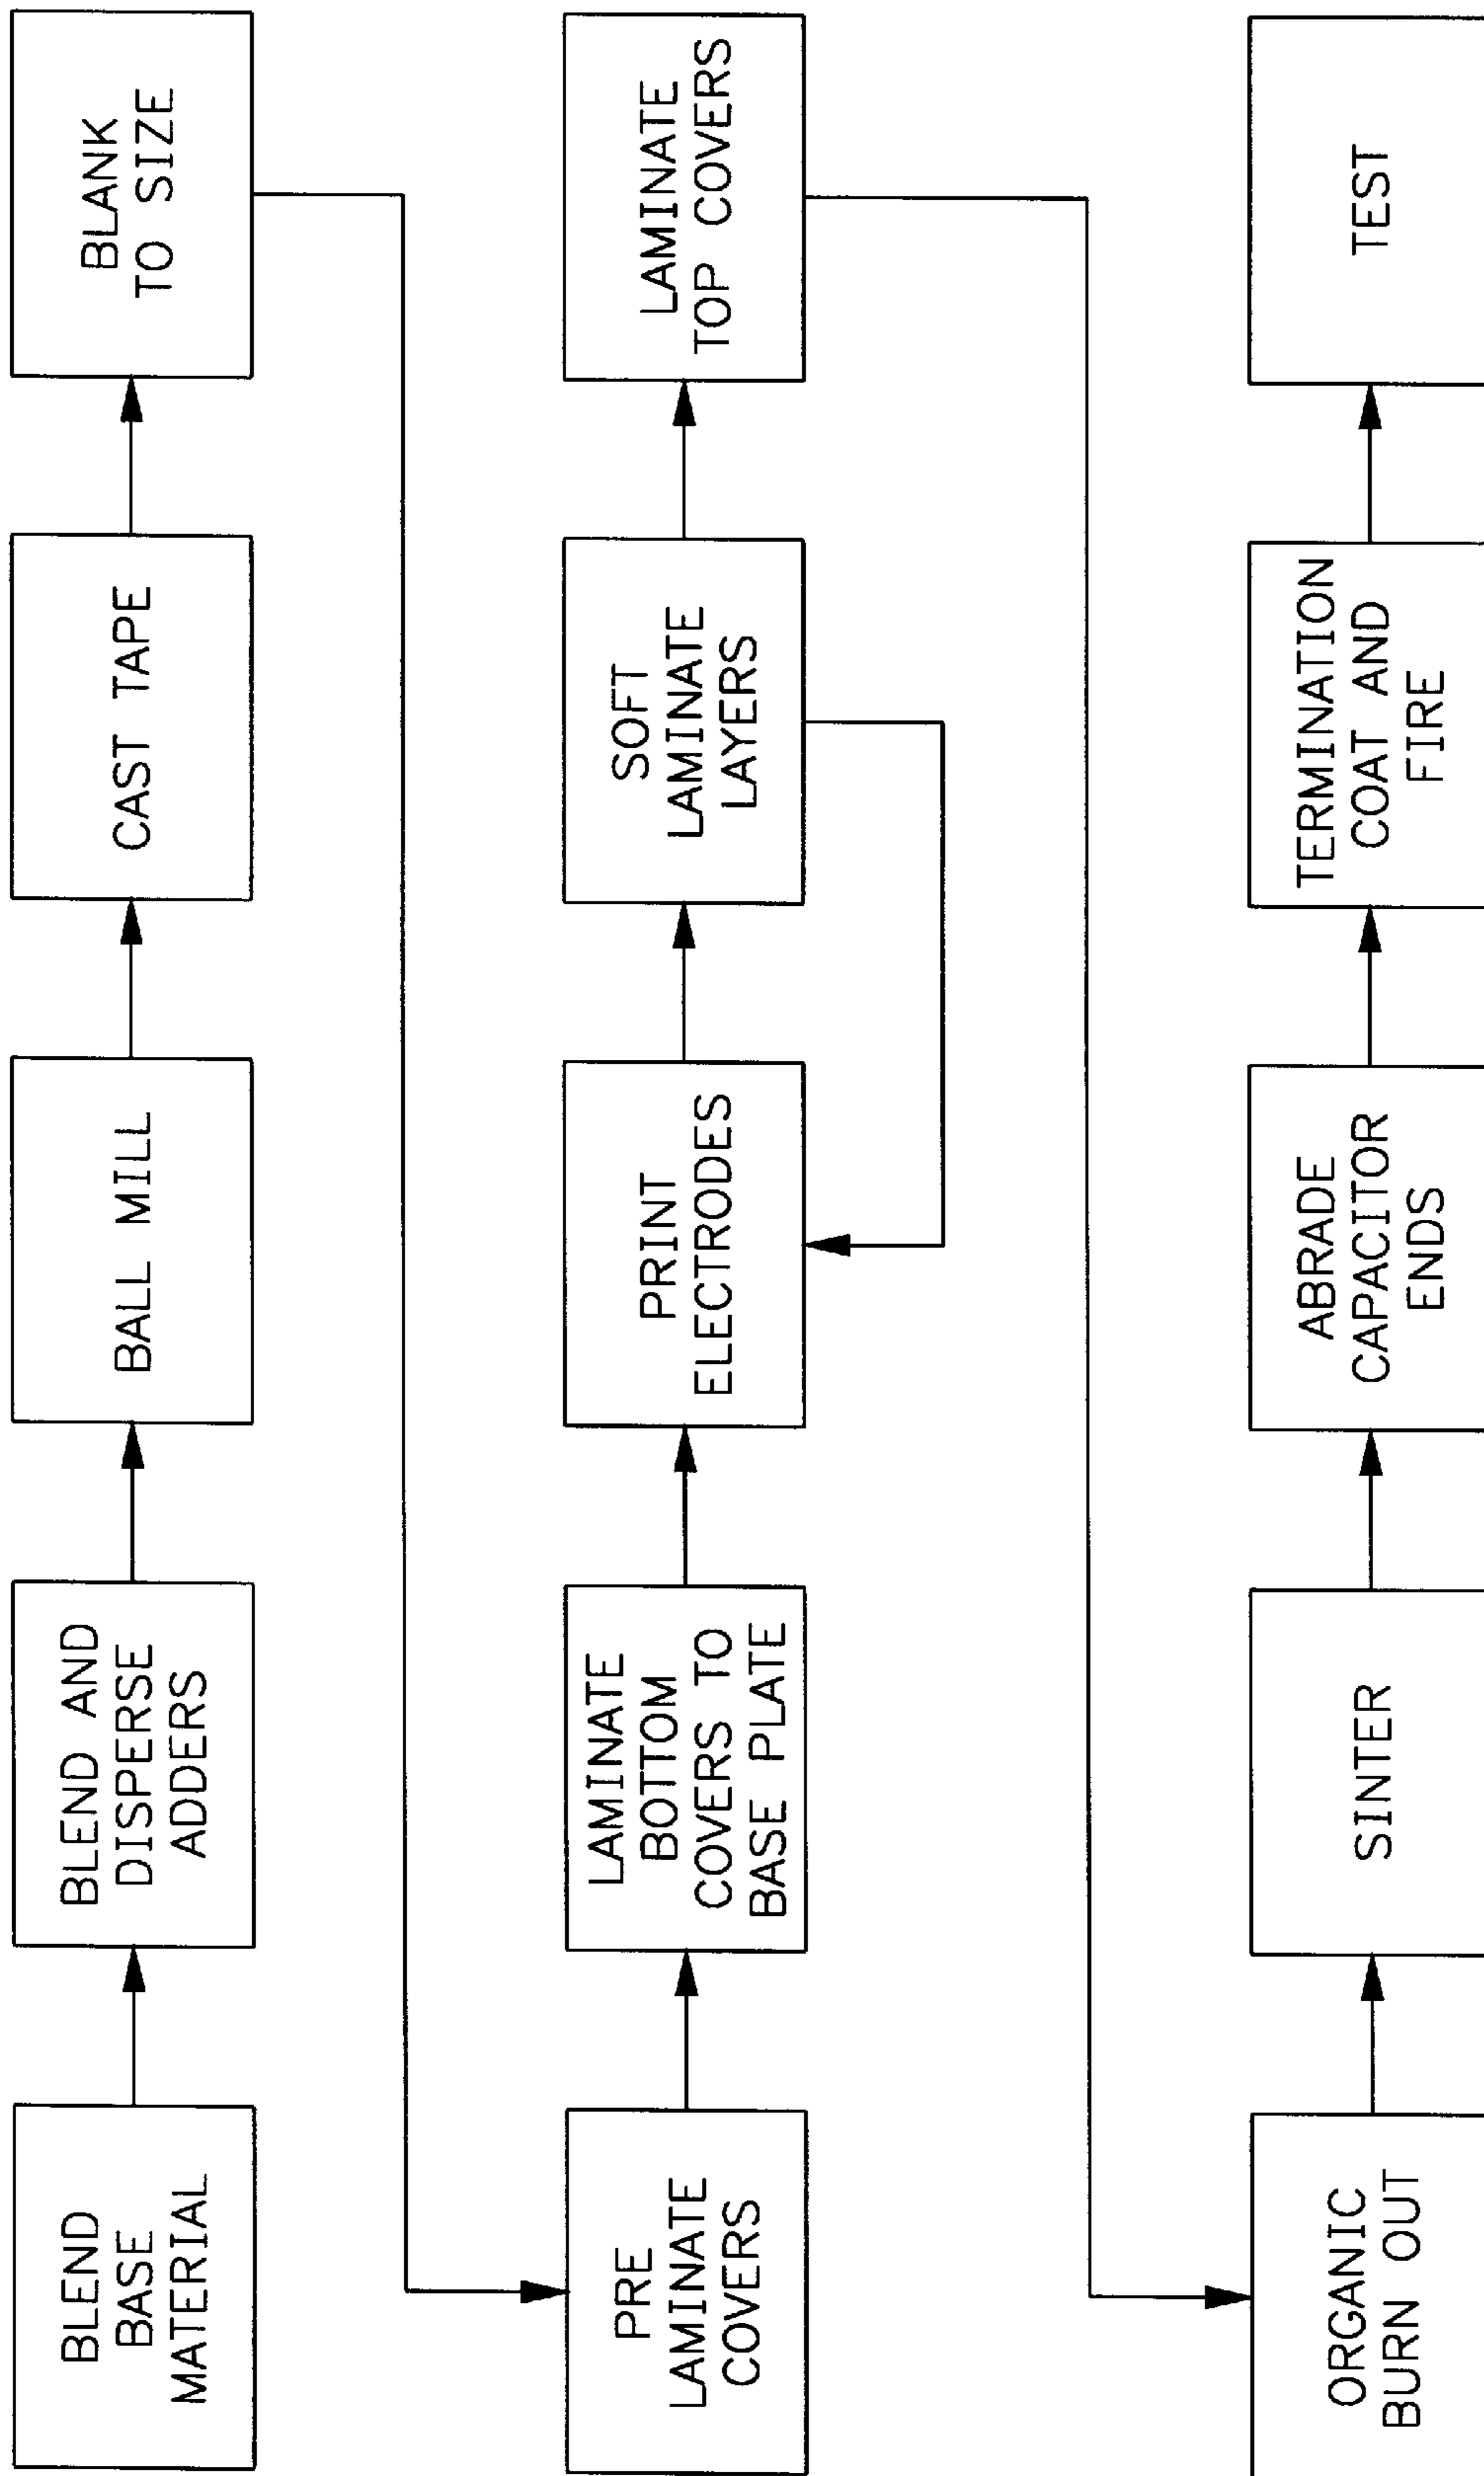 BLEND
BASE
MATERIAL
BLEND AND
DISPERSE
ADDERS
BALL MILL
CAST TAPE
BLANK
TO SIZE
PRE
LAMINATE
COVERS
LAMINATE
BOTTOM
COVERS TO
BASE PLATE
PRINT
ELECTRODES
SOFT
LAMINATE
LAYERS
LAMINATE
TOP COVERS
ORGANIC
BURN OUT
SINTER
ABRADE
CAPACITOR
ENDS
TERMINATION
COAT AND
FIRE
TEST